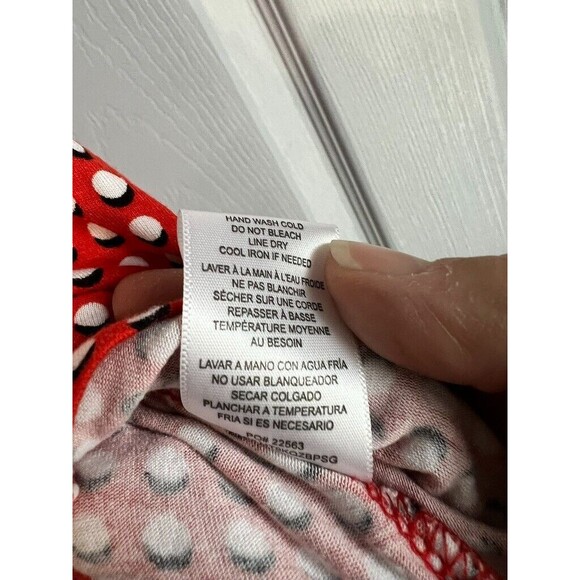 HAND WASH COLD
DO NOT BLEACH
LINE DRY
COOL IRON IF NEEDED
LAVER À LA MAIN À L'EAU FROIDE
NE PAS BLANCHIR
SÉCHER SUR UNE CORDE
REPASSER À BASSE
TEMPÉRATURE MOYENNE
AU BESOIN
LAVAR A MANO CON AGUA FRÍA
NO USAR BLANQUEADOR
SECAR COLGADO
PLANCHAR A TEMPERATURA
FRIA SI ES NECESARIO
PO# 22563